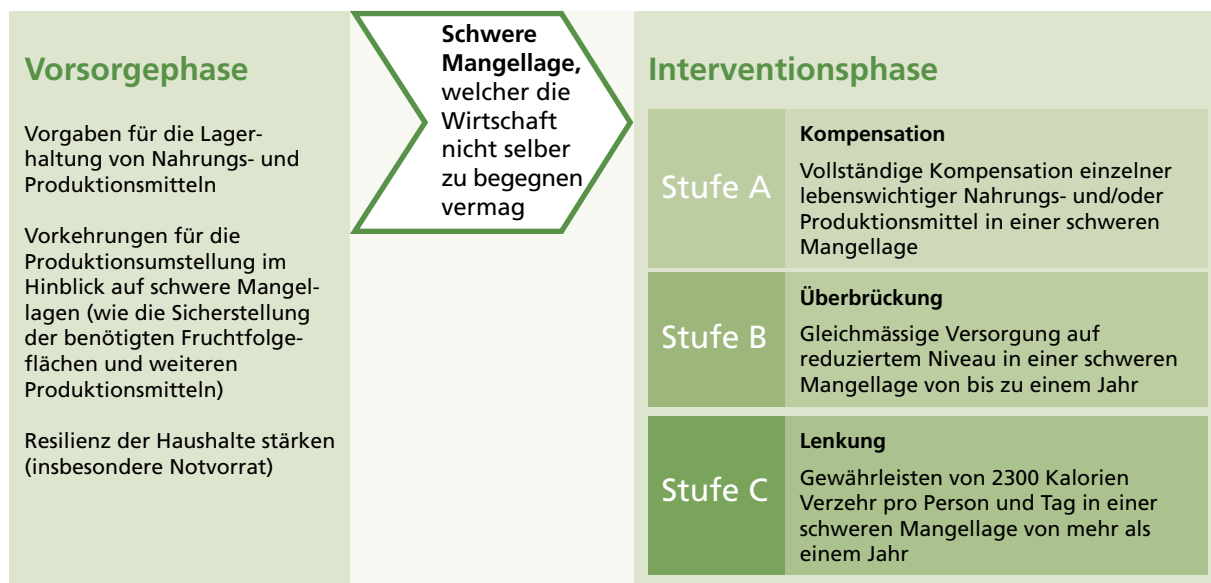 Vorsorgephase
Vorgaben für die Lager-
haltung von Nahrungs- und
Produktionsmitteln
Vorkehrungen für die
Produktionsumstellung im
Hinblick auf schwere Mangel-
lagen (wie die Sicherstellung
der benötigten Fruchtfolge-
flächen und weiteren
Produktionsmitteln)
Resilienz der Haushalte stärken
(insbesondere Notvorrat)
Schwere
Mangellage,
welcher die
Wirtschaft
nicht selber
zu begegnen
vermag
Interventionsphase
Stufe A
Kompensation
Vollständige Kompensation einzelner
lebenswichtiger Nahrungs- und/oder
Produktionsmittel in einer schweren
Mangellage
Stufe B
Überbrückung
Gleichmässige Versorgung auf
reduziertem Niveau in einer schweren
Mangellage von bis zu einem Jahr
Stufe C
Lenkung
Gewährleisten von 2300 Kalorien
Verzehr pro Person und Tag in einer
schweren Mangellage von mehr als
einem Jahr